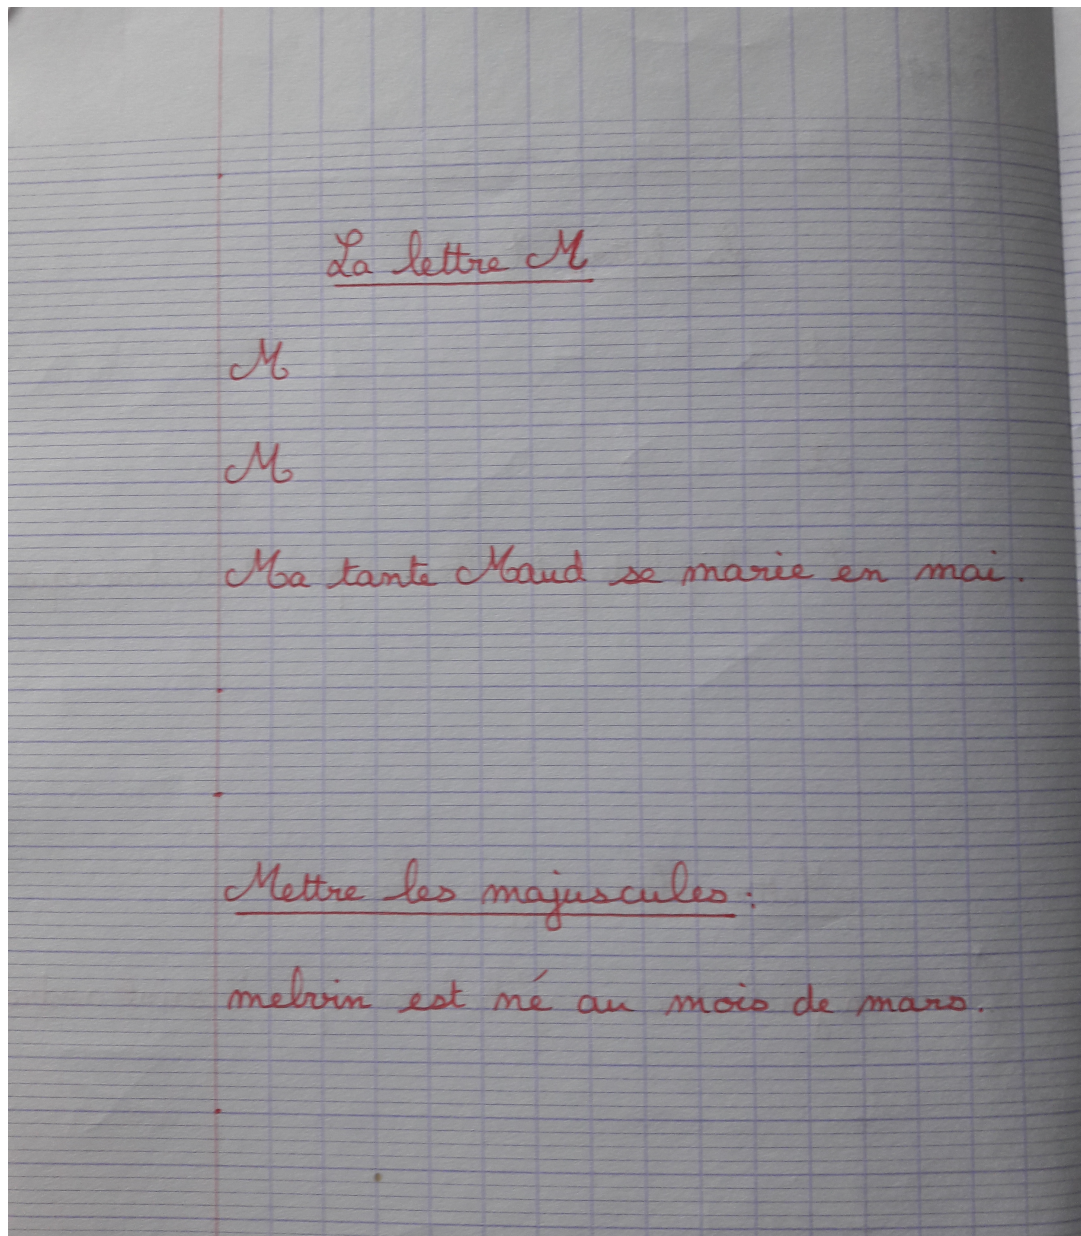 La lettre M
M
M
Ma tante Maud se marie en mai.
Mettre les majuscules :
melvin est né au mois de mars.